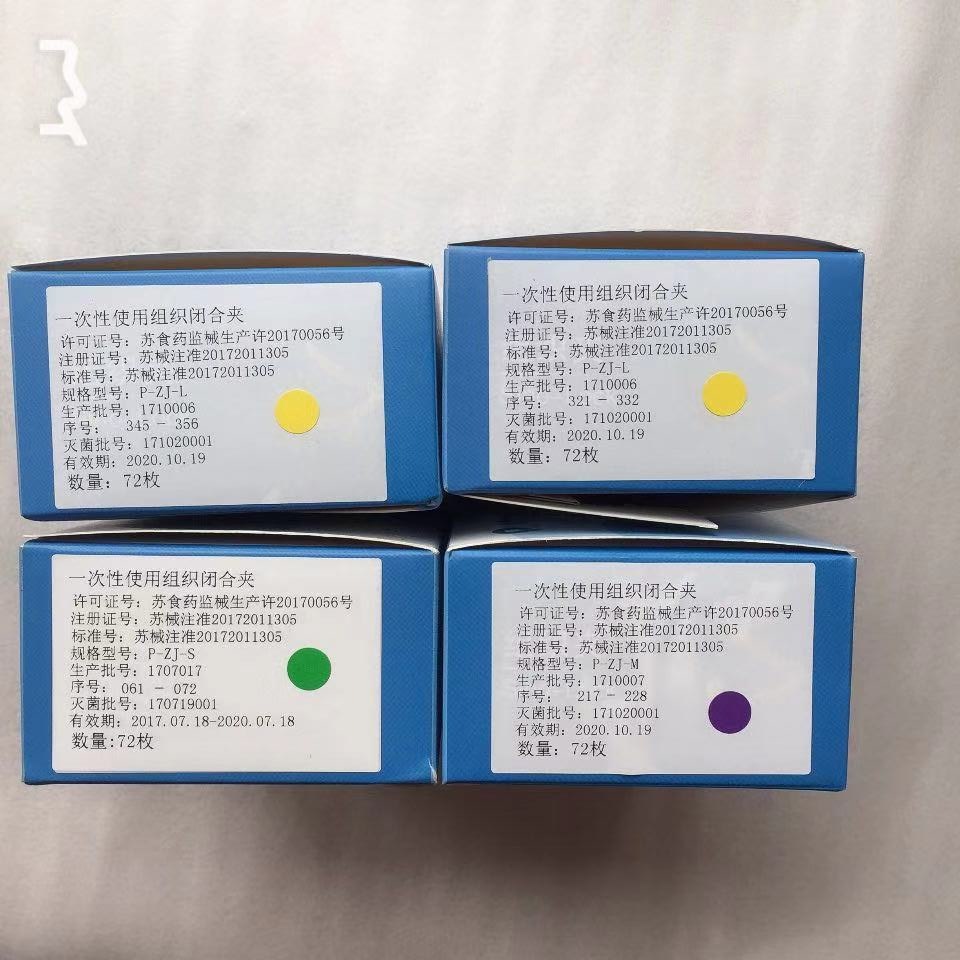 一次性使用组织闭合夹
许可证号：苏食药监械生产许20170056号
注册证号：苏械注准20172011305
标准号：苏械注准20172011305
规格型号：P-ZJ-L
生产批号：1710006
序号： 345 - 356
灭菌批号：171020001
有效期：2020.10.19
数量：72枚
一次性使用组织闭合夹
许可证号：苏食药监械生产许20170056号
注册证号：苏械注准20172011305
标准号：苏械注准20172011305
规格型号：P-ZJ-L
生产批号：1710006
序号： 321 - 332
灭菌批号：171020001
有效期：2020.10.19
数量：72枚
一次性使用组织闭合夹
许可证号：苏食药监械生产许20170056号
注册证号：苏械注准20172011305
标准号：苏械注准20172011305
规格型号：P-ZJ-S
生产批号：1707017
序号： 061 - 072
灭菌批号：170719001
有效期：2017.07.18-2020.07.18
数量:72枚
一次性使用组织闭合夹
许可证号：苏食药监械生产许20170056号
注册证号：苏械注准20172011305
标准号：苏械注准20172011305
规格型号：P-ZJ-M
生产批号：1710007
序号： 217 - 228
灭菌批号：171020001
有效期：2020.10.19
数量：72枚